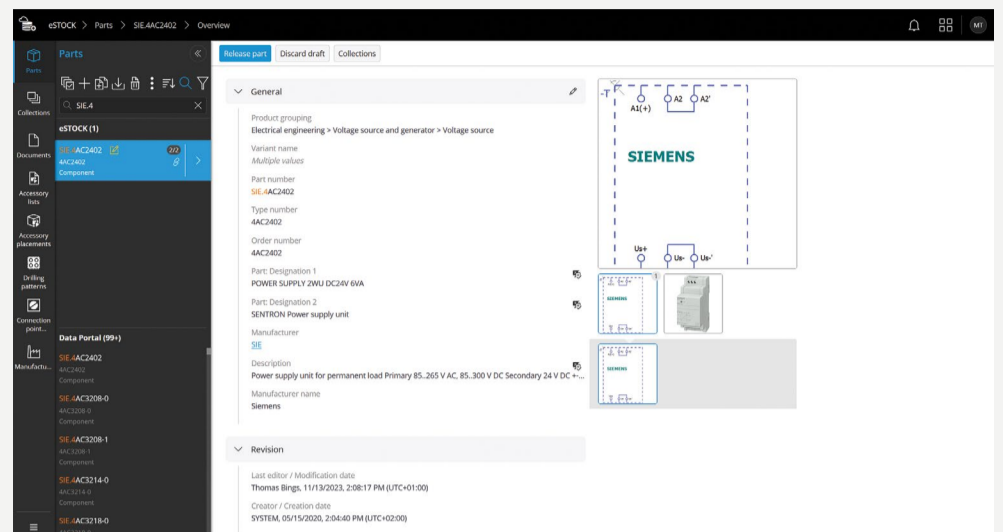 eSTOCK > Parts > SIE.4AC2402 > Overview
MT
Parts
Collections
Documents
Accessory
lists
Accessory
placements
Drilling
patterns
Connection
point...
Manufactu...
Parts
SIE.4
eSTOCK (1)
SIE.4AC2402
2/2
4AC2402
Component
Data Portal (99+)
SIE.4AC2402
4AC2402
Component
SIE.4AC3208-0
4AC3208-0
Component
SIE.4AC3208-1
4AC3208-1
Component
SIE.4AC3214-0
4AC3214-0
Component
SIE.4AC3218-0
Release part
Discard draft
Collections
General
Product grouping
Electrical engineering > Voltage source and generator > Voltage source
Variant name
Multiple values
Part number
SIE.4AC2402
Type number
4AC2402
Order number
4AC2402
Part: Designation 1
POWER SUPPLY 2WU DC24V 6VA
Part: Designation 2
SENTRON Power supply unit
Manufacturer
SIE
Description
Power supply unit for permanent load Primary 85..265 V AC, 85..300 V DC Secondary 24 V DC +-...
Manufacturer name
Siemens
Revision
Last editor / Modification date
Thomas Bings, 11/13/2023, 2:08:17 PM (UTC+01:00)
Creator / Creation date
SYSTEM, 05/15/2020, 2:04:40 PM (UTC+02:00)
-T
A1(+)
A2
A2'
SIEMENS
Us+
Us-
Us-'
1
SIEMENS
SIEMENS